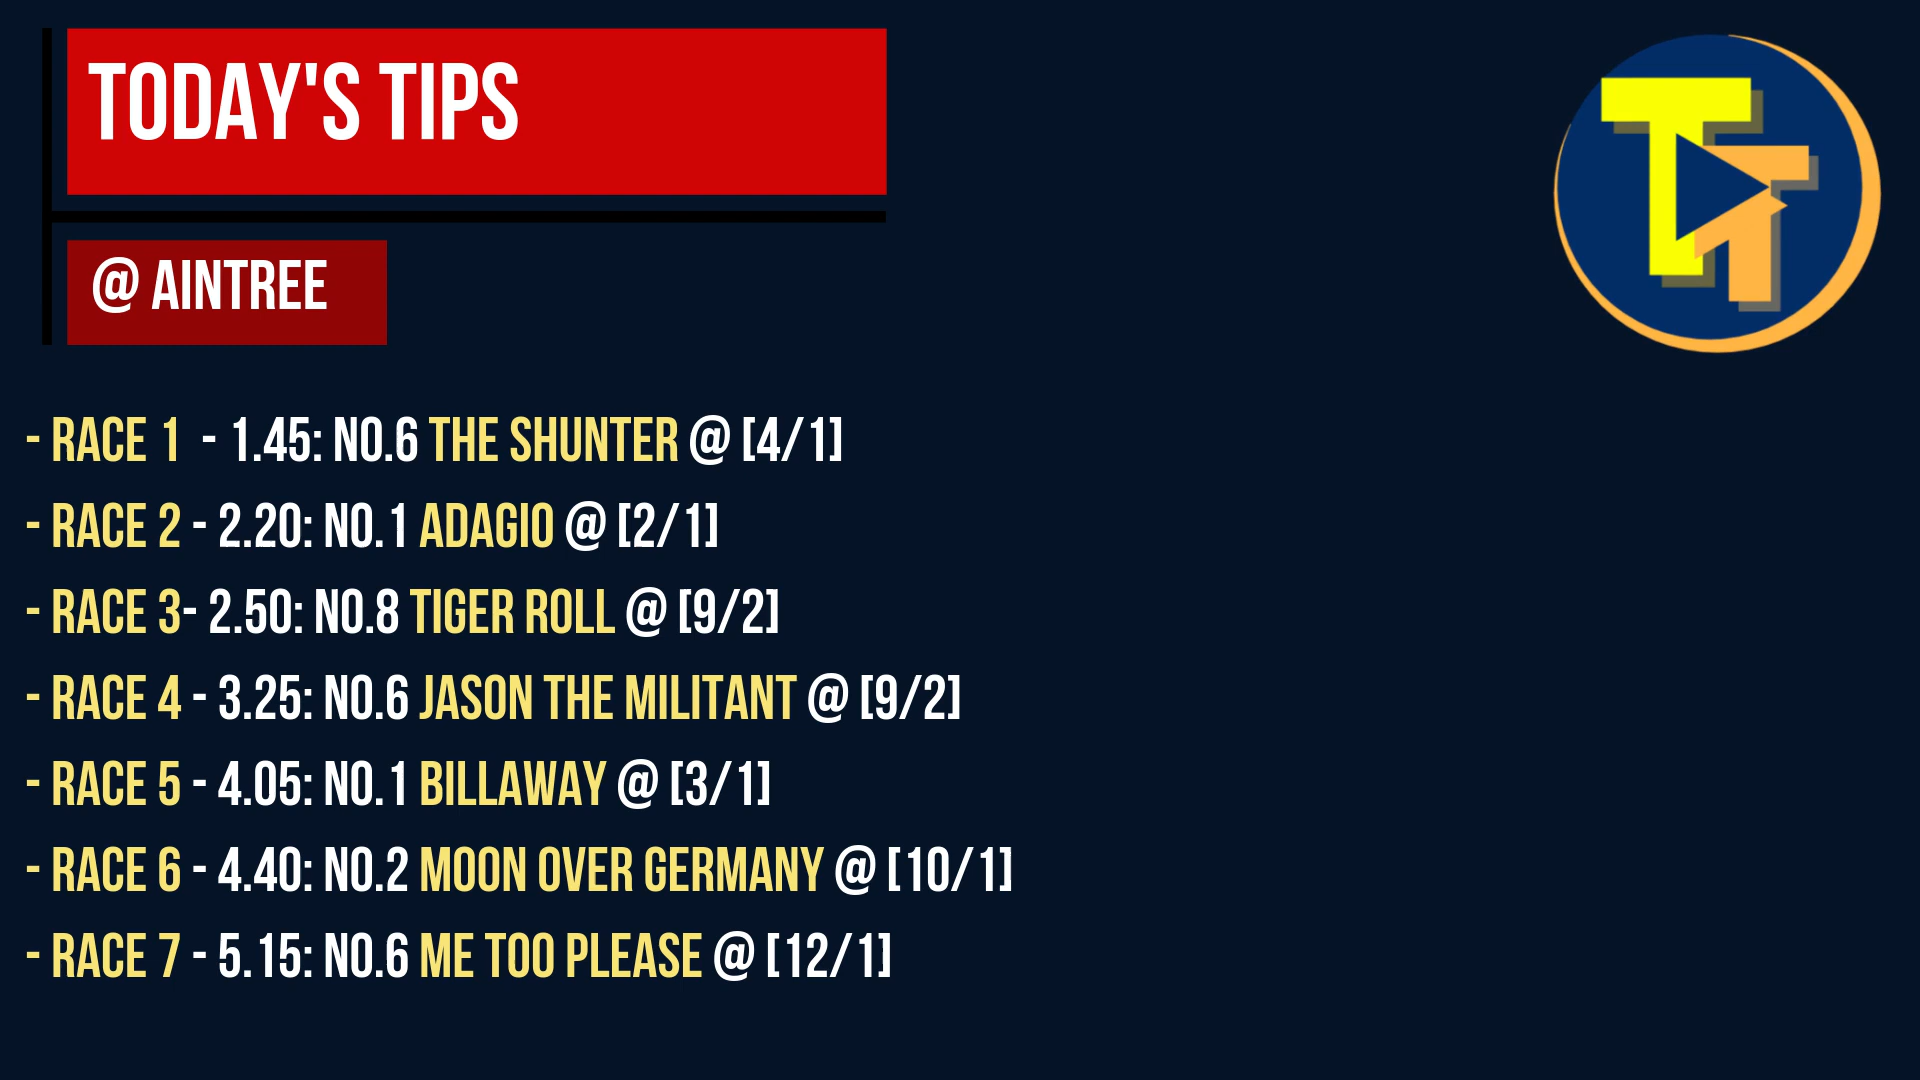 TODAY'S TIPS
@ AINTREE
- RACE 1 - 1.45: NO.6 THE SHUNTER @ [4/1]
- RACE 2 - 2.20: NO.1 ADAGIO @ [2/1]
- RACE 3- 2.50: NO.8 TIGER ROLL @ [9/2]
- RACE 4 - 3.25: NO.6 JASON THE MILITANT @ [9/2]
- RACE 5 - 4.05: NO.1 BILLAWAY @ [3/1]
- RACE 6 - 4.40: NO.2 MOON OVER GERMANY @ [10/1]
- RACE 7 - 5.15: NO.6 ME TOO PLEASE @ [12/1]
TT